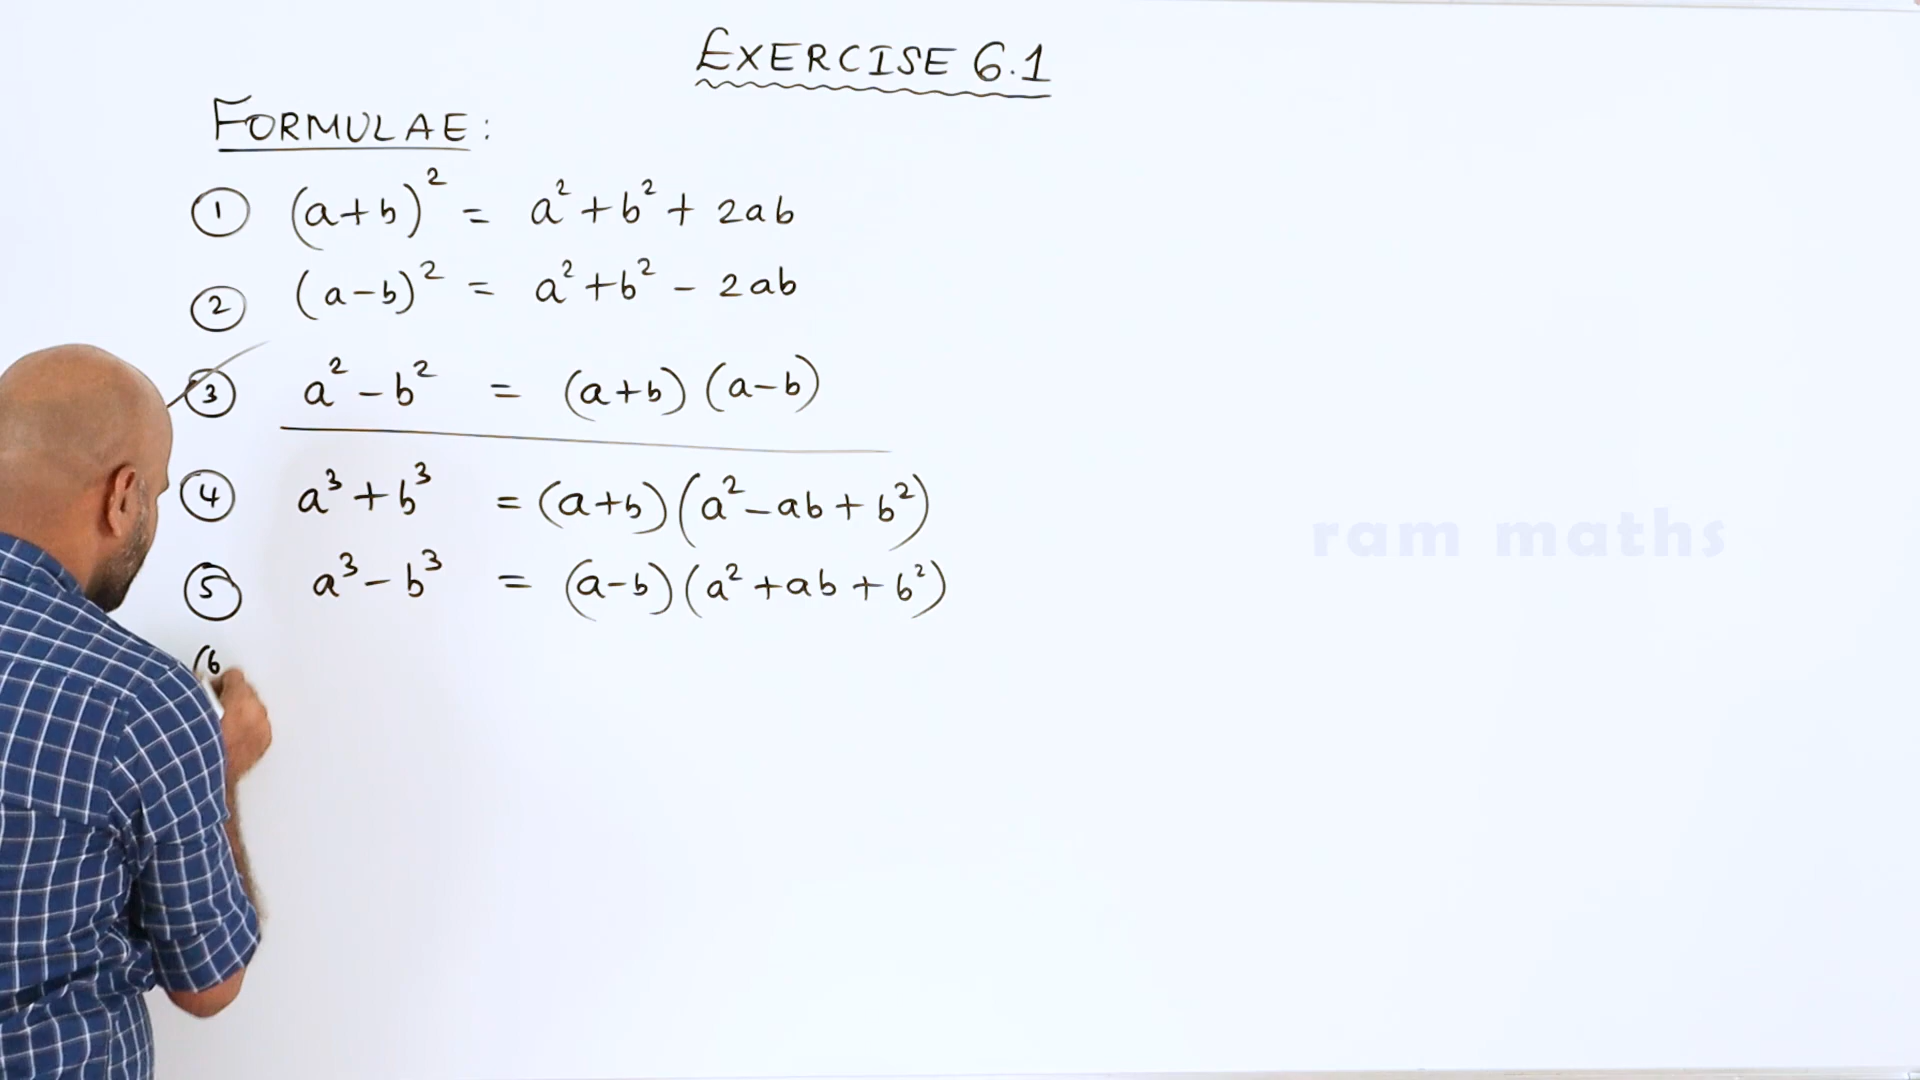 EXERCISE 6.1
FORMULAE:
① (a+b)² = a²+b²+ 2ab
② (a-b)² = a²+b² - 2ab
③ a² - b² = (a+b) (a-b)
④ a³+b³ = (a+b)(a²-ab+b²)
⑤ a³-b³ = (a-b)(a²+ab+b²)
(6
ram maths